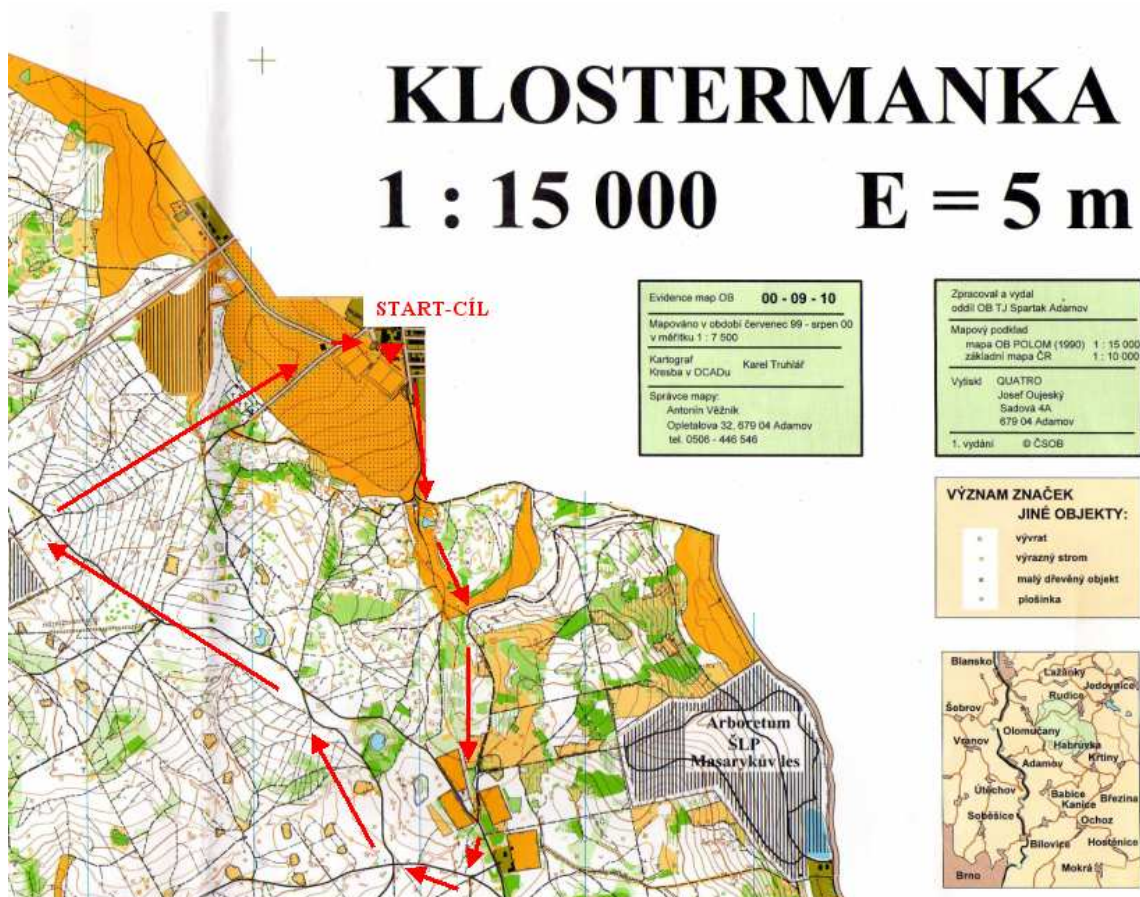 KLOSTERMANKA
1 : 15 000 E = 5 m
START-CÍL
Evidence map OB 00 - 09 - 10
Mapováno v období červenec 99 - srpen 00
v měřítku 1 : 7 500
Kartograf
Kresba v OCADu Karel Truhlář
Správce mapy:
Antonín Věžník
Opletalova 32, 679 04 Adamov
tel. 0506 - 446 546
Zpracoval a vydal
oddíl OB TJ Spartak Adamov
Mapový podklad
mapa OB POLOM (1990) 1 : 15 000
základní mapa ČR 1 : 10 000
Vytiskl QUATRO
Josef Oujeský
Sadová 4A
679 04 Adamov
1. vydání © ČSOB
VÝZNAM ZNAČEK
JINÉ OBJEKTY:
vývrat
výrazný strom
malý dřevěný objekt
plošinka
Arboretum
ŠLP
Masarykův les
Blansko
Lažánky
Rudice
Jedovnice
Šebrov
Olomučany
Vranov
Habrůvka
Adamov
Křtiny
Útěchov
Babice
Kanice
Březina
Soběšice
Ochoz
Bílovice
Hostěnice
Mokrá
Brno